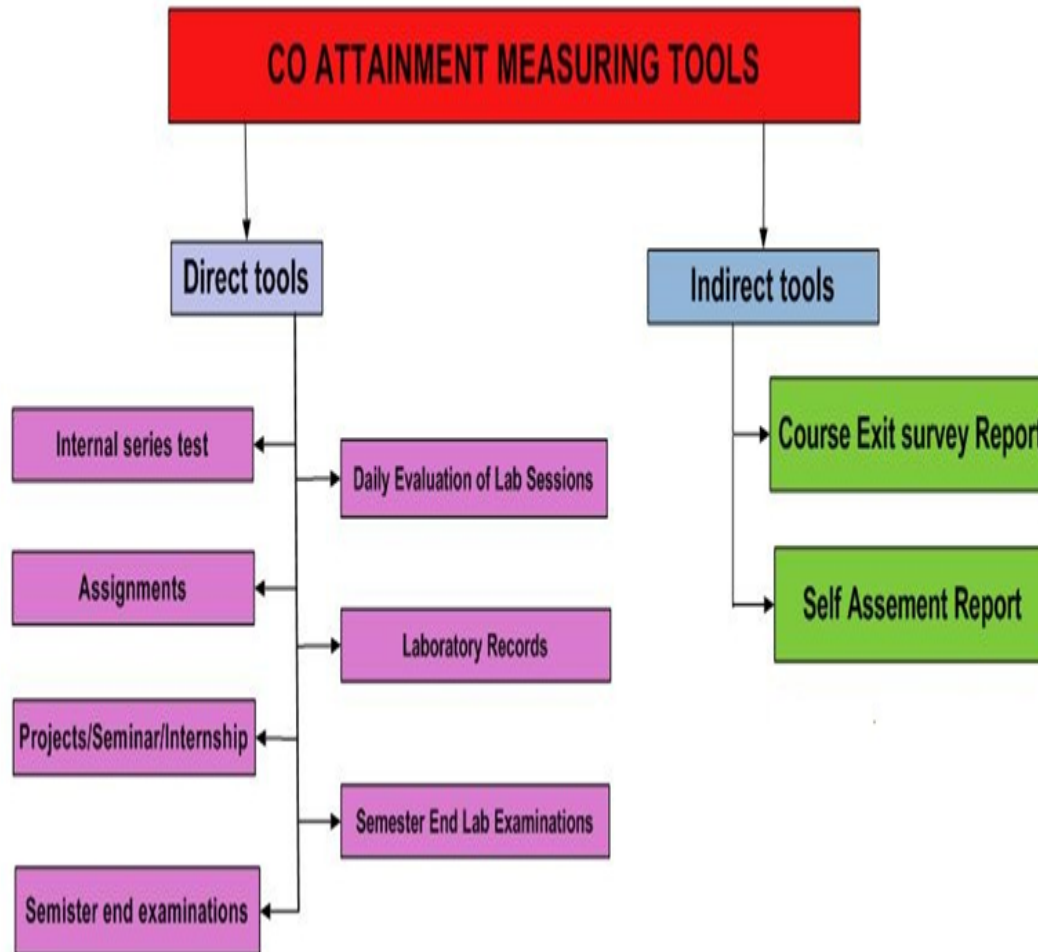 CO ATTAINMENT MEASURING TOOLS
Direct tools
Indirect tools
Internal series test
Daily Evaluation of Lab Sessions
Assignments
Laboratory Records
Projects/Seminar/Internship
Semester End Lab Examinations
Semister end examinations
Course Exit survey Report
Self Assement Report